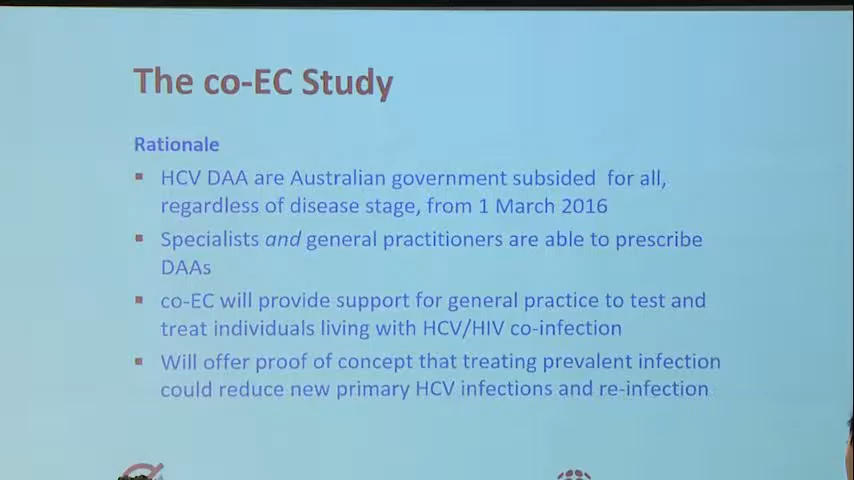 The co-EC Study
Rationale
▪ HCV DAA are Australian government subsided for all,
regardless of disease stage, from 1 March 2016
▪ Specialists and general practitioners are able to prescribe
DAAs
▪ co-EC will provide support for general practice to test and
treat individuals living with HCV/HIV co-infection
▪ Will offer proof of concept that treating prevalent infection
could reduce new primary HCV infections and re-infection